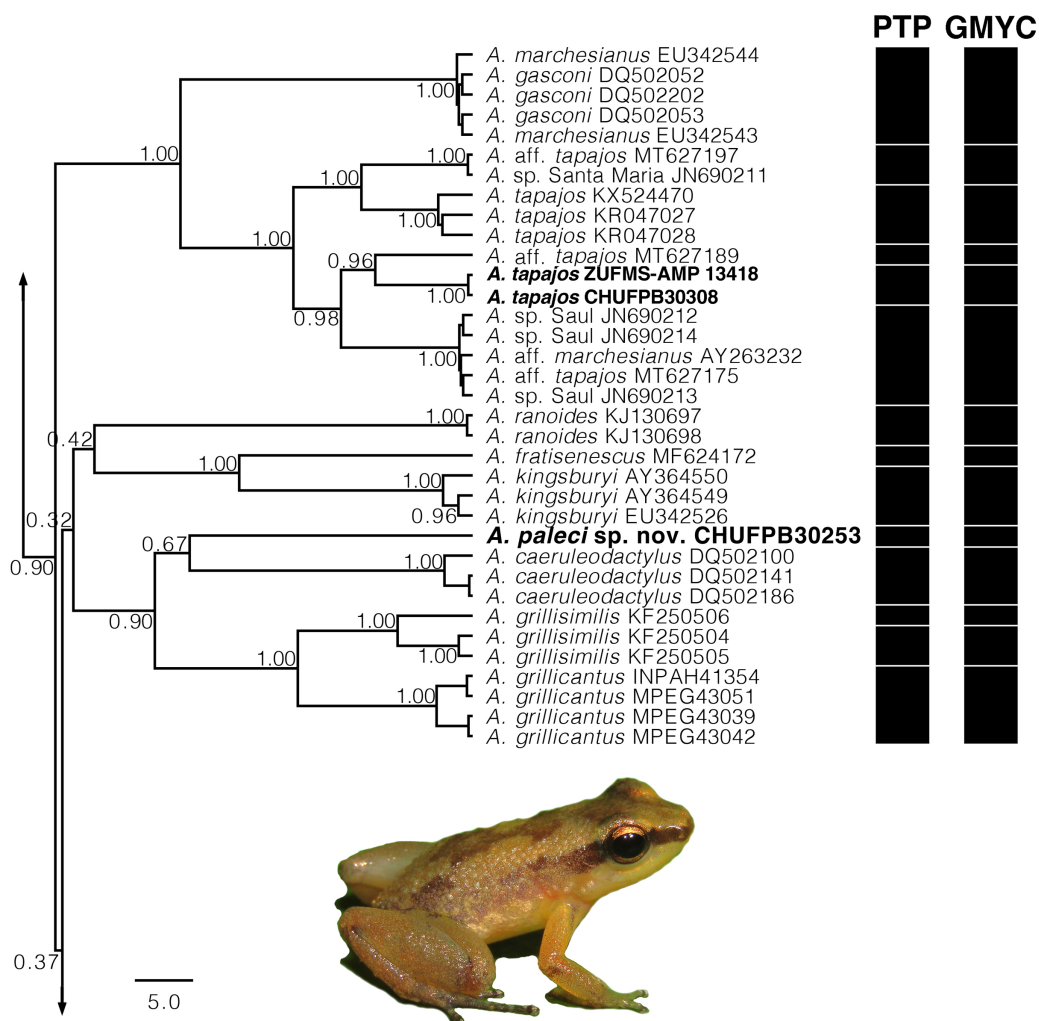 PTP GMYC
A. marchesianus EU342544
A. gasconi DQ502052
A. gasconi DQ502202
1.00
A. gasconi DQ502053
A. marchesianus EU342543
1.00
1.00
A. aff. tapajos MT627197
A. sp. Santa Maria JN690211
1.00
A. tapajos KX524470
1.00
A. tapajos KR047027
A. tapajos KR047028
1.00
A. aff. tapajos MT627189
0.96
A. tapajos ZUFMS-AMP 13418
1.00
A. tapajos CHUFPB30308
0.98
A. sp. Saul JN690212
A. sp. Saul JN690214
1.00
A. aff. marchesianus AY263232
A. aff. tapajos MT627175
A. sp. Saul JN690213
1.00
A. ranoides KJ130697
A. ranoides KJ130698
0.42
A. fratisenescus MF624172
1.00
A. kingsburyi AY364550
1.00
A. kingsburyi AY364549
0.96
A. kingsburyi EU342526
0.32
A. paleci sp. nov. CHUFPB30253
0.67
A. caeruleodactylus DQ502100
1.00
A. caeruleodactylus DQ502141
0.90
A. caeruleodactylus DQ502186
0.90
A. grillisimilis KF250506
1.00
A. grillisimilis KF250504
1.00
A. grillisimilis KF250505
1.00
A. grillicantus INPAH41354
1.00
A. grillicantus MPEG43051
A. grillicantus MPEG43039
A. grillicantus MPEG43042
0.37
5.0